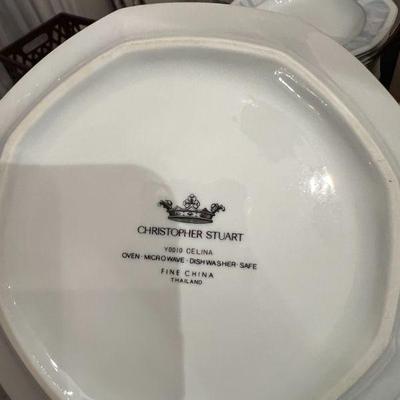 CHRISTOPHER STUART
Y0010 CELINA
OVEN · MICROWAVE · DISHWASHER · SAFE
FINE CHINA
THAILAND